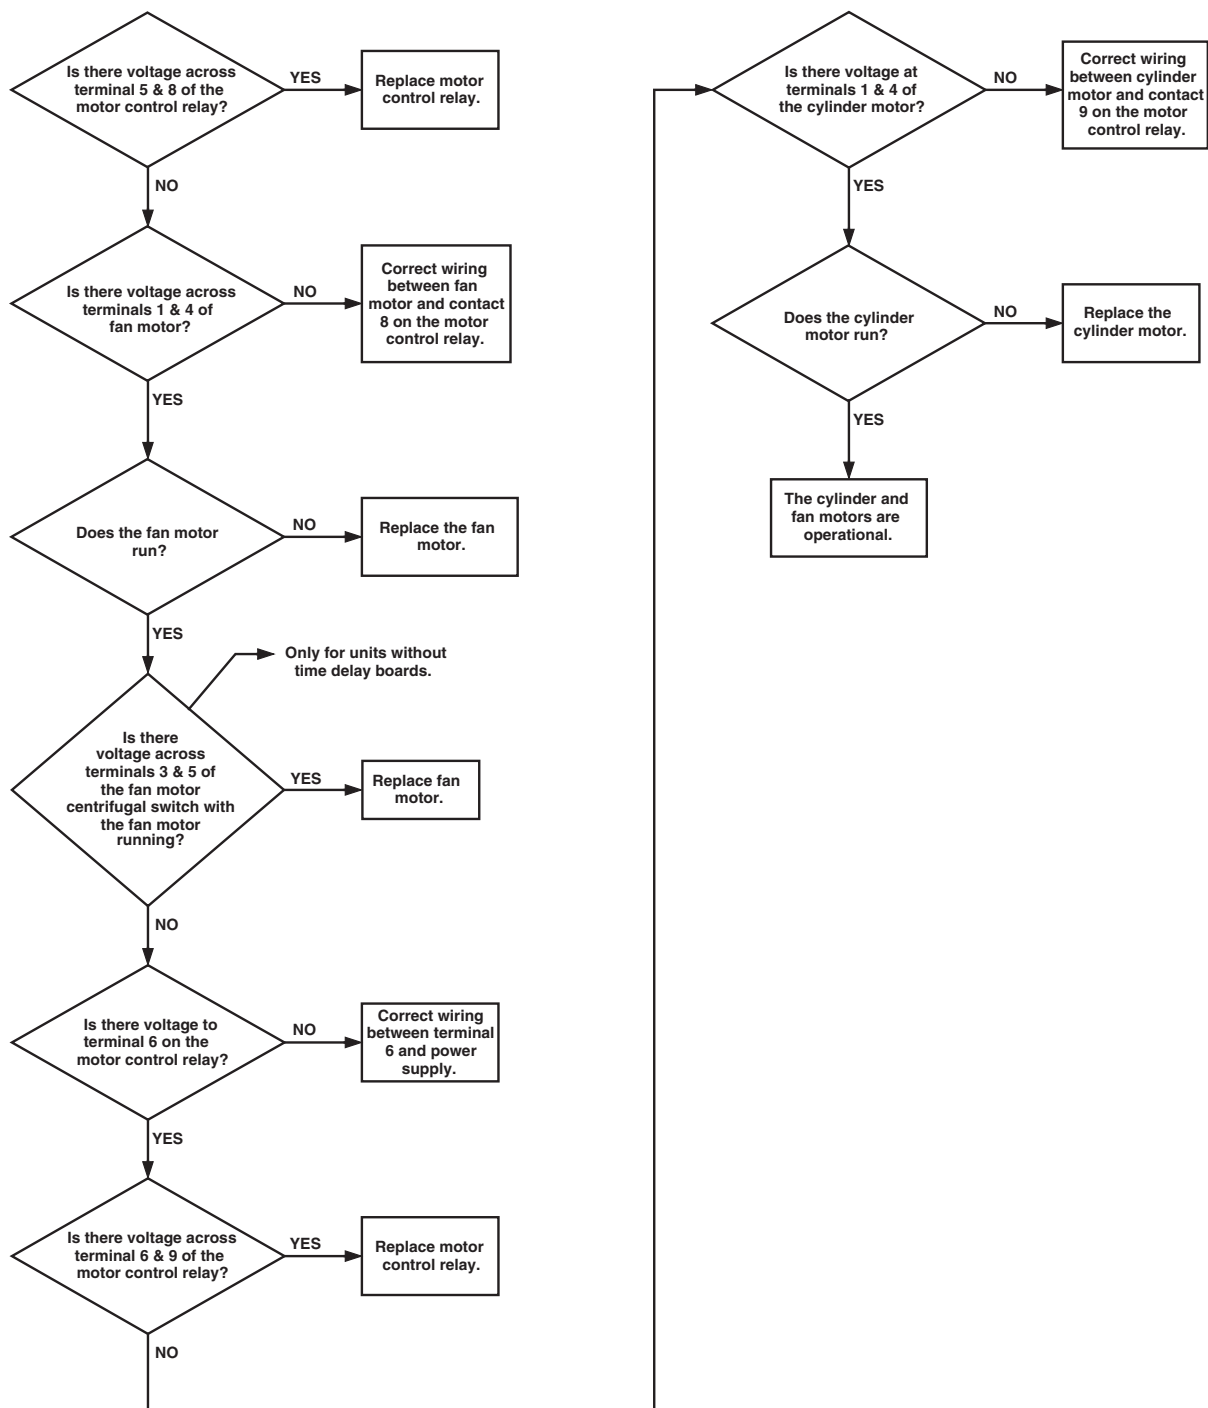 Is there voltage across
terminal 5 & 8 of the
motor control relay?
YES
Replace motor
control relay.
NO
Is there voltage across
terminals 1 & 4 of
fan motor?
NO
Correct wiring
between fan
motor and contact
8 on the motor
control relay.
YES
Does the fan motor
run?
NO
Replace the fan
motor.
YES
Only for units without
time delay boards.
Is there
voltage across
terminals 3 & 5 of
the fan motor
centrifugal switch with
the fan motor
running?
YES
Replace fan
motor.
NO
Is there voltage to
terminal 6 on the
motor control relay?
NO
Correct wiring
between terminal
6 and power
supply.
YES
Is there voltage across
terminal 6 & 9 of the
motor control relay?
YES
Replace motor
control relay.
NO
Is there voltage at
terminals 1 & 4 of
the cylinder motor?
NO
Correct wiring
between cylinder
motor and contact
9 on the motor
control relay.
YES
Does the cylinder
motor run?
NO
Replace the
cylinder motor.
YES
The cylinder and
fan motors are
operational.